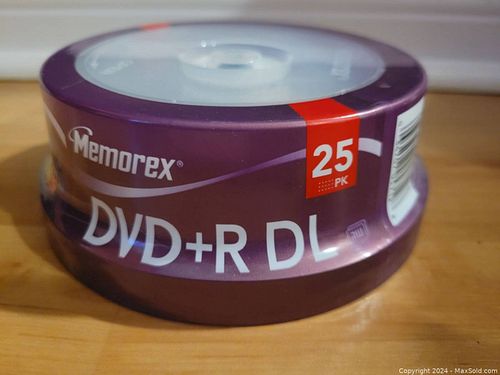 Memorex®
25
PK
DVD+R DL
Copyright 2024 - MaxSold.com